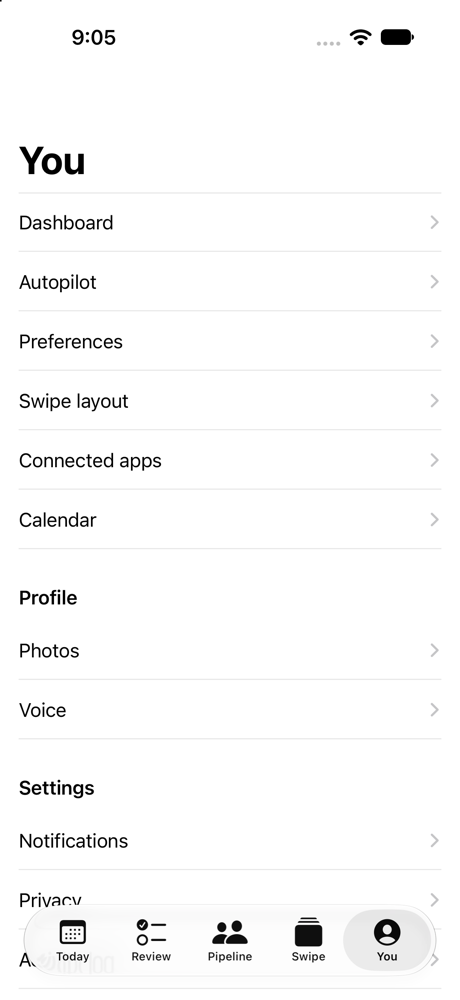 9:05
You
Dashboard
Autopilot
Preferences
Swipe layout
Connected apps
Calendar
Profile
Photos
Voice
Settings
Notifications
Privacy
Today
Review
Pipeline
Swipe
You